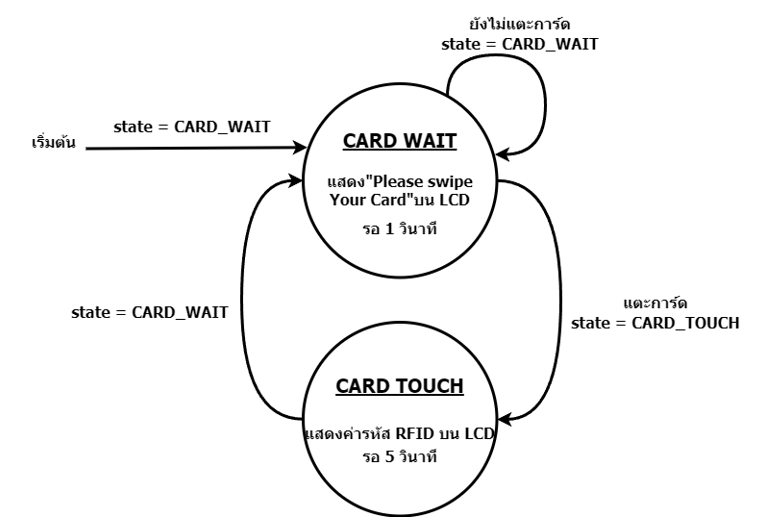 ยังไม่แตะการ์ด
state = CARD_WAIT
state = CARD_WAIT
เริ่มต้น
CARD WAIT
แสดง"Please swipe
Your Card"บน LCD
รอ 1 วินาที
state = CARD_WAIT
แตะการ์ด
state = CARD_TOUCH
CARD TOUCH
แสดงค่ารหัส RFID บน LCD
รอ 5 วินาที